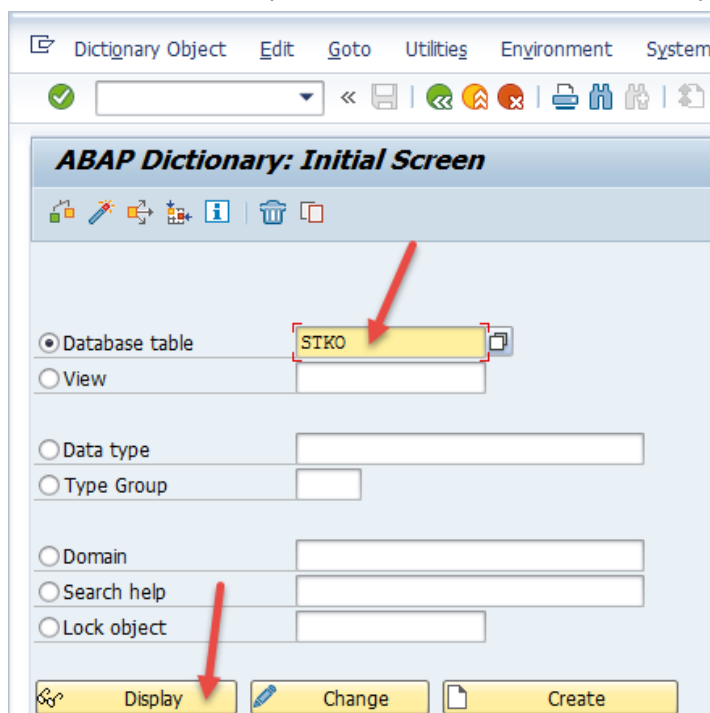 Dictionary Object Edit Goto Utilities Environment System
ABAP Dictionary: Initial Screen
Database table STKO
View
Data type
Type Group
Domain
Search help
Lock object
Display Change Create